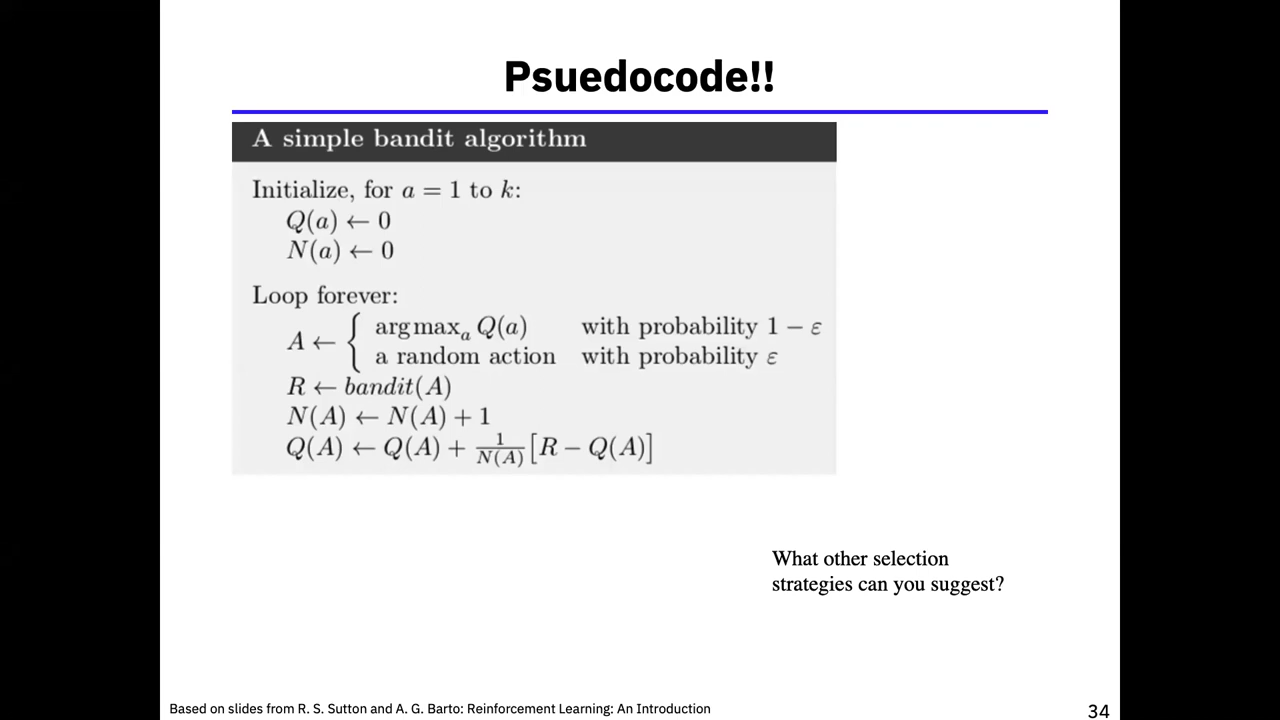 Psuedocode!!
A simple bandit algorithm
Initialize, for a = 1 to k:
Q(a) ← 0
N(a) ← 0
Loop forever:
A ← { argmaxₐ Q(a) with probability 1 − ε
a random action with probability ε
R ← bandit(A)
N(A) ← N(A) + 1
Q(A) ← Q(A) + 1/N(A) [R − Q(A)]
What other selection
strategies can you suggest?
Based on slides from R. S. Sutton and A. G. Barto: Reinforcement Learning: An Introduction
34